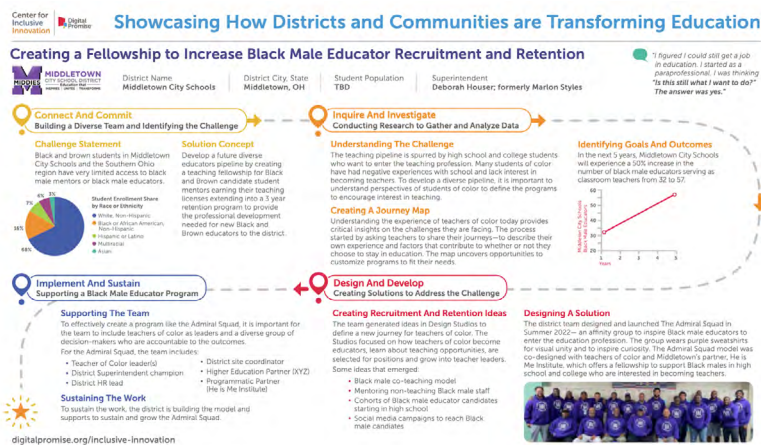 Center for
Inclusive
Innovation
Digital
Promise
Showcasing How Districts and Communities are Transforming Education
Creating a Fellowship to Increase Black Male Educator Recruitment and Retention
"I figured I could still get a job
in education. I started as a
paraprofessional. I was thinking
"Is this still what I want to do?"
The answer was yes."
MIDDIES
MIDDLETOWN
CITY SCHOOL DISTRICT
District Name
Middletown City Schools
District City, State
Middletown, OH
Student Population
TBD
Superintendent
Deborah Houser; formerly Marlon Styles
Connect And Commit
Building a Diverse Team and Identifying the Challenge
Challenge Statement
Black and brown students in Middletown
City Schools and the Southern Ohio
region have very limited access to black
male mentors or black male educators.
Student Enrollment Share
by Race or Ethnicity
White, Non-Hispanic
Black or African American,
Non-Hispanic
Hispanic or Latino
Multiracial
Asian
3%
7%
16%
68%
Solution Concept
Develop a future diverse
educators pipeline by creating
a teaching fellowship for Black
and Brown candidate student
mentors earning their teaching
licenses extending into a 3 year
retention program to provide
the professional development
needed for new Black and
Brown educators to the district.
Inquire And Investigate
Conducting Research to Gather and Analyze Data
Understanding The Challenge
The teaching pipeline is spurred by high school and college students
who want to enter the teaching profession. Many students of color
have had negative experiences with school and lack interest in
becoming teachers. To develop a diverse pipeline, it is important to
understand perspectives of students of color to define the programs
to encourage interest in teaching.
Creating A Journey Map
Understanding the experience of teachers of color today provides
critical insights on the challenges they are facing. The process
started by asking teachers to share their journeys—to describe their
own experience and factors that contribute to whether or not they
choose to stay in education. The map uncovers opportunities to
customize programs to fit their needs.
Identifying Goals And Outcomes
In the next 5 years, Middletown City Schools
will experience a 50% increase in the
number of black male educators serving as
classroom teachers from 32 to 57.
60
50
40
30
20
1
2
3
4
5
Years
Implement And Sustain
Supporting a Black Male Educator Program
Supporting The Team
To effectively create a program like the Admiral Squad, it is important for
the team to include teachers of color as leaders and a diverse group of
decision-makers who are accountable to the outcomes.
For the Admiral Squad, the team includes:
• Teacher of Color leader(s)
• District Superintendent champion
• District HR lead
• District site coordinator
• Higher Education Partner (XYZ)
• Programmatic Partner
(He is Me Institute)
Sustaining The Work
To sustain the work, the district is building the model and
supports to sustain and grow the Admiral Squad.
Design And Develop
Creating Solutions to Address the Challenge
Creating Recruitment And Retention Ideas
The team generated ideas in Design Studios to
define a new journey for teachers of color. The
Studios focused on how teachers of color become
educators, learn about teaching opportunities, are
selected for positions and grow into teacher leaders.
Some ideas that emerged:
• Black male co-teaching model
• Mentoring non-teaching Black male staff
• Cohorts of Black male educator candidates
starting in high school
• Social media campaigns to reach Black
male candiates
Designing A Solution
The district team designed and launched The Admiral Squad in
Summer 2022— an affinity group to inspire Black male educators to
enter the education profession. The group wears purple sweatshirts
for visual unity and to inspire curiosity. The Admiral Squad model was
co-designed with teachers of color and Middletown's partner, He is
Me Institute, which offers a fellowship to support Black males in high
school and college who are interested in becoming teachers.
digitalpromise.org/inclusive-innovation